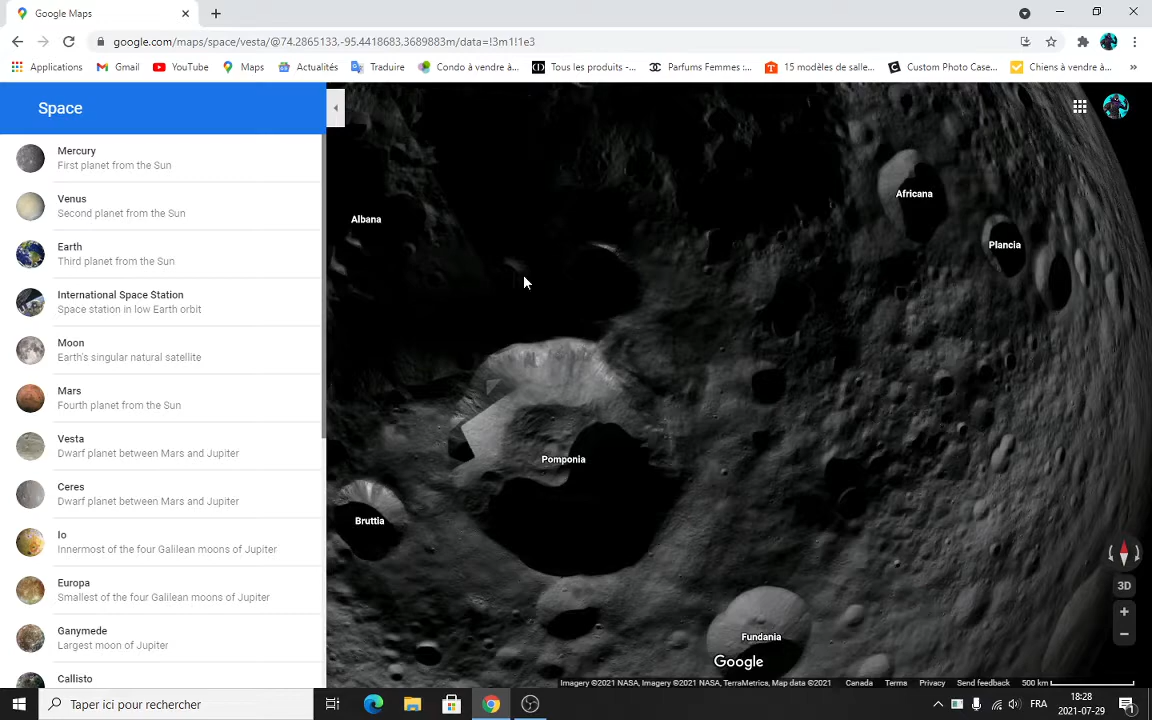 Google Maps
google.com/maps/space/vesta/@74.2865133,-95.4418683.3689883m/data=!3m1!1e3
Applications Gmail YouTube Maps Actualités Traduire Condo à vendre à... Tous les produits -... Parfums Femmes :... 15 modèles de salle... Custom Photo Case... Chiens à vendre à... »
Space
Mercury
First planet from the Sun
Venus
Second planet from the Sun
Earth
Third planet from the Sun
International Space Station
Space station in low Earth orbit
Moon
Earth's singular natural satellite
Mars
Fourth planet from the Sun
Vesta
Dwarf planet between Mars and Jupiter
Ceres
Dwarf planet between Mars and Jupiter
Io
Innermost of the four Galilean moons of Jupiter
Europa
Smallest of the four Galilean moons of Jupiter
Ganymede
Largest moon of Jupiter
Callisto
Africana
Albana
Plancia
Pomponia
Bruttia
Fundania
3D
Google
Imagery ©2021 NASA, Imagery ©2021 NASA, TerraMetrics, Map data ©2021 Canada Terms Privacy Send feedback 500 km
Taper ici pour rechercher
FRA
18:28
2021-07-29
1